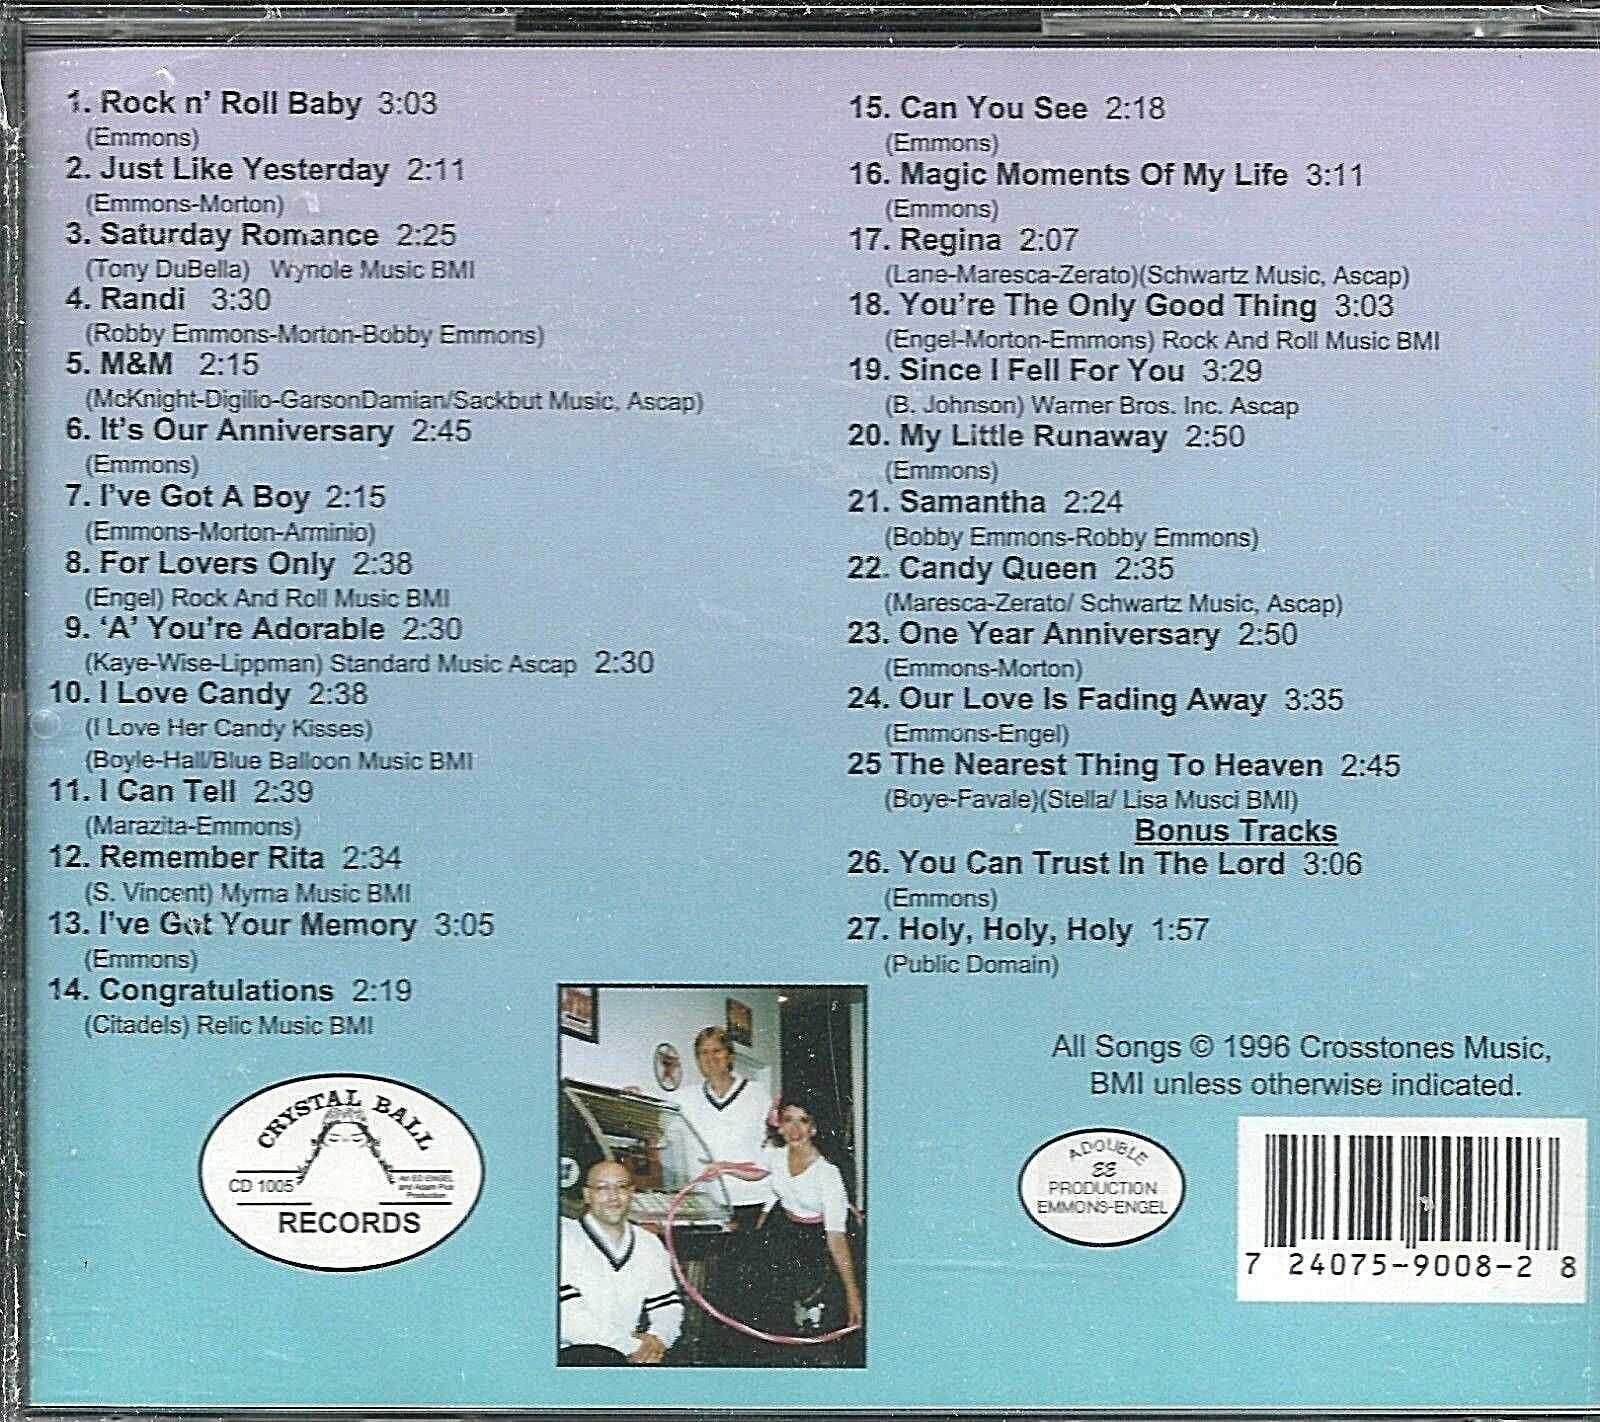 1. Rock n' Roll Baby 3:03
(Emmons)
2. Just Like Yesterday 2:11
(Emmons-Morton)
3. Saturday Romance 2:25
(Tony DuBella) Wynole Music BMI
4. Randi 3:30
(Robby Emmons-Morton-Bobby Emmons)
5. M&M 2:15
(McKnight-Digilio-GarsonDamian/Sackbut Music, Ascap)
6. It's Our Anniversary 2:45
(Emmons)
7. I've Got A Boy 2:15
(Emmons-Morton-Arminio)
8. For Lovers Only 2:38
(Engel) Rock And Roll Music BMI
9. 'A' You're Adorable 2:30
(Kaye-Wise-Lippman) Standard Music Ascap 2:30
10. I Love Candy 2:38
(I Love Her Candy Kisses)
(Boyle-Hall/Blue Balloon Music BMI
11. I Can Tell 2:39
(Marazita-Emmons)
12. Remember Rita 2:34
(S. Vincent) Myrna Music BMI
13. I've Got Your Memory 3:05
(Emmons)
14. Congratulations 2:19
(Citadels) Relic Music BMI
15. Can You See 2:18
(Emmons)
16. Magic Moments Of My Life 3:11
(Emmons)
17. Regina 2:07
(Lane-Maresca-Zerato)(Schwartz Music, Ascap)
18. You're The Only Good Thing 3:03
(Engel-Morton-Emmons) Rock And Roll Music BMI
19. Since I Fell For You 3:29
(B. Johnson) Warner Bros. Inc. Ascap
20. My Little Runaway 2:50
(Emmons)
21. Samantha 2:24
(Bobby Emmons-Robby Emmons)
22. Candy Queen 2:35
(Maresca-Zerato/ Schwartz Music, Ascap)
23. One Year Anniversary 2:50
(Emmons-Morton)
24. Our Love Is Fading Away 3:35
(Emmons-Engel)
25 The Nearest Thing To Heaven 2:45
(Boye-Favale)(Stella/ Lisa Musci BMI)
Bonus Tracks
26. You Can Trust In The Lord 3:06
(Emmons)
27. Holy, Holy, Holy 1:57
(Public Domain)
All Songs © 1996 Crosstones Music,
BMI unless otherwise indicated.
CRYSTAL BALL
CD 1005
An ED ENGEL
and Adam Pick
Production
RECORDS
A DOUBLE
EE
PRODUCTION
EMMONS-ENGEL
7 24075-9008-2 8